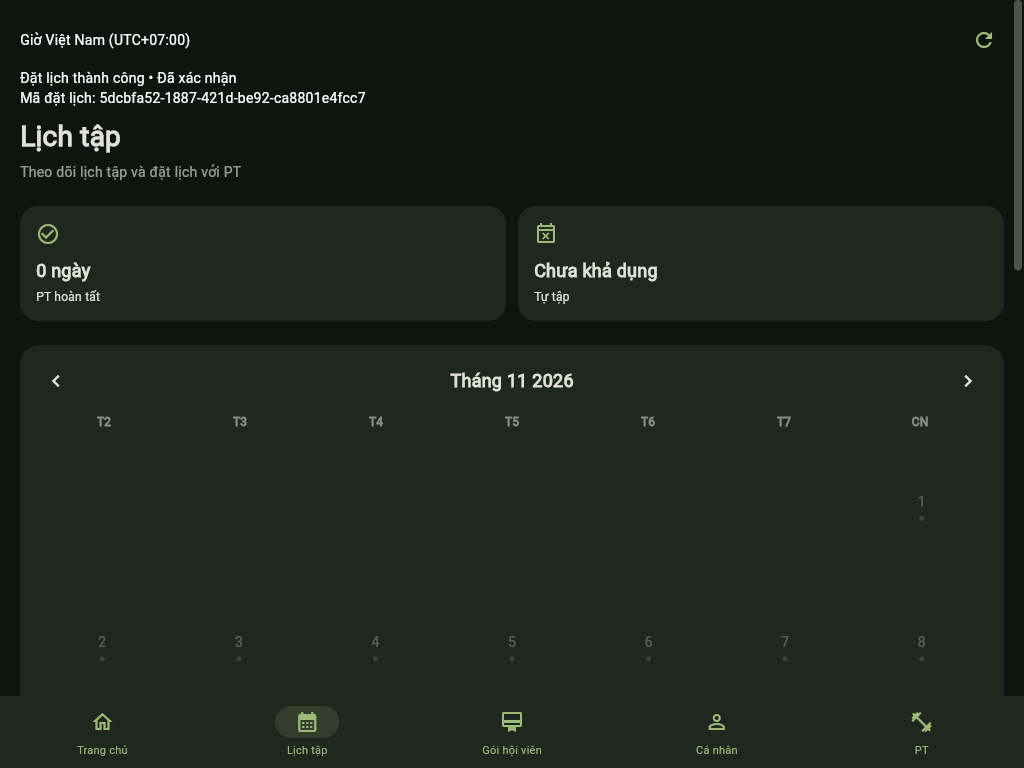 Giờ Việt Nam (UTC+07:00)
Đặt lịch thành công • Đã xác nhận
Mã đặt lịch: 5dcbfa52-1887-421d-be92-ca8801e4fcc7
Lịch tập
Theo dõi lịch tập và đặt lịch với PT
0 ngày
PT hoàn tất
Chưa khả dụng
Tự tập
Tháng 11 2026
T2 T3 T4 T5 T6 T7 CN
1
2 3 4 5 6 7 8
Trang chủ Lịch tập Gói hội viên Cá nhân PT